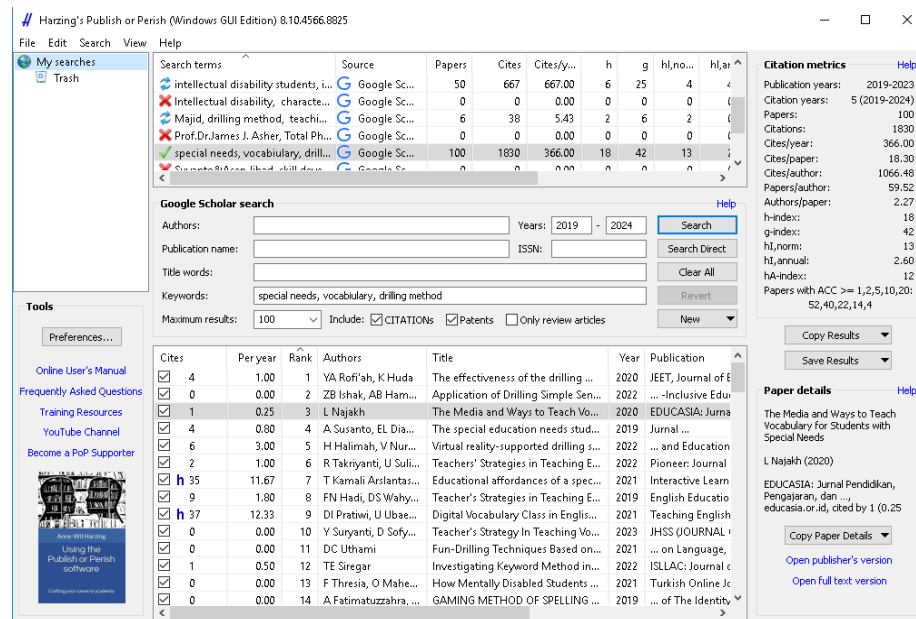 Harzing's Publish or Perish (Windows GUI Edition) 8.10.4566.8825
File Edit Search View Help
My searches
Trash
Search terms Source Papers Cites Cites/y... h g hI,no... hI,ar
intellectual disability students, i... Google Sc... 50 667 667.00 6 25 4
Intellectual disability, characte... Google Sc... 0 0 0.00 0 0 0
Majid, drilling method, teachi... Google Sc... 6 38 5.43 2 6 2
Prof.Dr.James J. Asher, Total Ph... Google Sc... 0 0 0.00 0 0 0
special needs, vocabiulary, drill... Google Sc... 100 1830 366.00 18 42 13
Google Scholar search Help
Authors: Years: 2019 - 2024 Search
Publication name: ISSN: Search Direct
Title words: Clear All
Keywords: special needs, vocabiulary, drilling method Revert
Maximum results: 100 Include: CITATIONs Patents Only review articles New
Cites Per year Rank Authors Title Year Publication
4 1.00 1 YA Rofi'ah, K Huda The effectiveness of the drilling ... 2020 JEET, Journal of E
0 0.00 2 ZB Ishak, AB Ham... Application of Drilling Simple Sen... 2022 ... -Inclusive Edu
1 0.25 3 L Najakh The Media and Ways to Teach Vo... 2020 EDUCASIA: Jurna
4 0.80 4 A Susanto, EL Dia... The special education needs stud... 2019 Jurnal ...
6 3.00 5 H Halimah, V Nur... Virtual reality-supported drilling s... 2022 ... and Education
2 1.00 6 R Takriyanti, U Suli... Teachers' Strategies in Teaching E... 2022 Pioneer: Journal
h 35 11.67 7 T Kamali Arslantas... Educational affordances of a spec... 2021 Interactive Learn
9 1.80 8 FN Hadi, DS Wahy... Teacher's Strategies in Teaching E... 2019 English Educatio
h 37 12.33 9 DI Pratiwi, U Ubae... Digital Vocabulary Class in Englis... 2021 Teaching English
0 0.00 10 Y Suryanti, D Sofy... Teacher's Strategy In Teaching Vo... 2023 JHSS (JOURNAL
0 0.00 11 DC Uthami Fun-Drilling Techniques Based on... 2021 ... on Language,
1 0.50 12 TE Siregar Investigating Keyword Method in... 2022 ISLLAC: Journal c
0 0.00 13 F Thresia, O Mahe... How Mentally Disabled Students ... 2021 Turkish Online Jc
0 0.00 14 A Fatimatuzzahra, ... GAMING METHOD OF SPELLING ... 2019 ... of The Identity
Tools
Preferences...
Online User's Manual
Frequently Asked Questions
Training Resources
YouTube Channel
Become a PoP Supporter
Anne-Wil Harzing
Using the
Publish or Perish
software
Crafting your career in academia
Citation metrics Help
Publication years: 2019-2023
Citation years: 5 (2019-2024)
Papers: 100
Citations: 1830
Cites/year: 366.00
Cites/paper: 18.30
Cites/author: 1066.48
Papers/author: 59.52
Authors/paper: 2.27
h-index: 18
g-index: 42
hI,norm: 13
hI,annual: 2.60
hA-index: 12
Papers with ACC >= 1,2,5,10,20:
52,40,22,14,4
Copy Results
Save Results
Paper details Help
The Media and Ways to Teach
Vocabulary for Students with
Special Needs
L Najakh (2020)
EDUCASIA: Jurnal Pendidikan,
Pengajaran, dan ...,
educasia.or.id, cited by 1 (0.25
Copy Paper Details
Open publisher's version
Open full text version